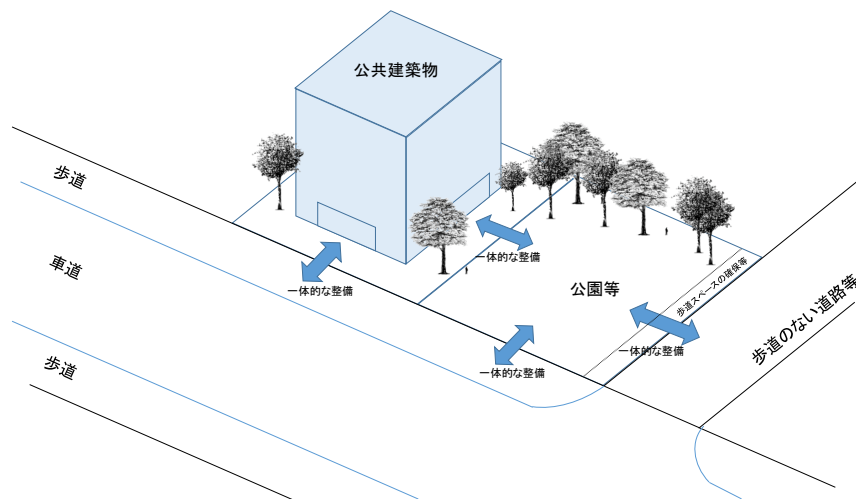 公共建築物
歩道
車道
一体的な整備
一体的な整備
公園等
歩道スペースの確保等
歩道のない道路等
一体的な整備
歩道
一体的な整備